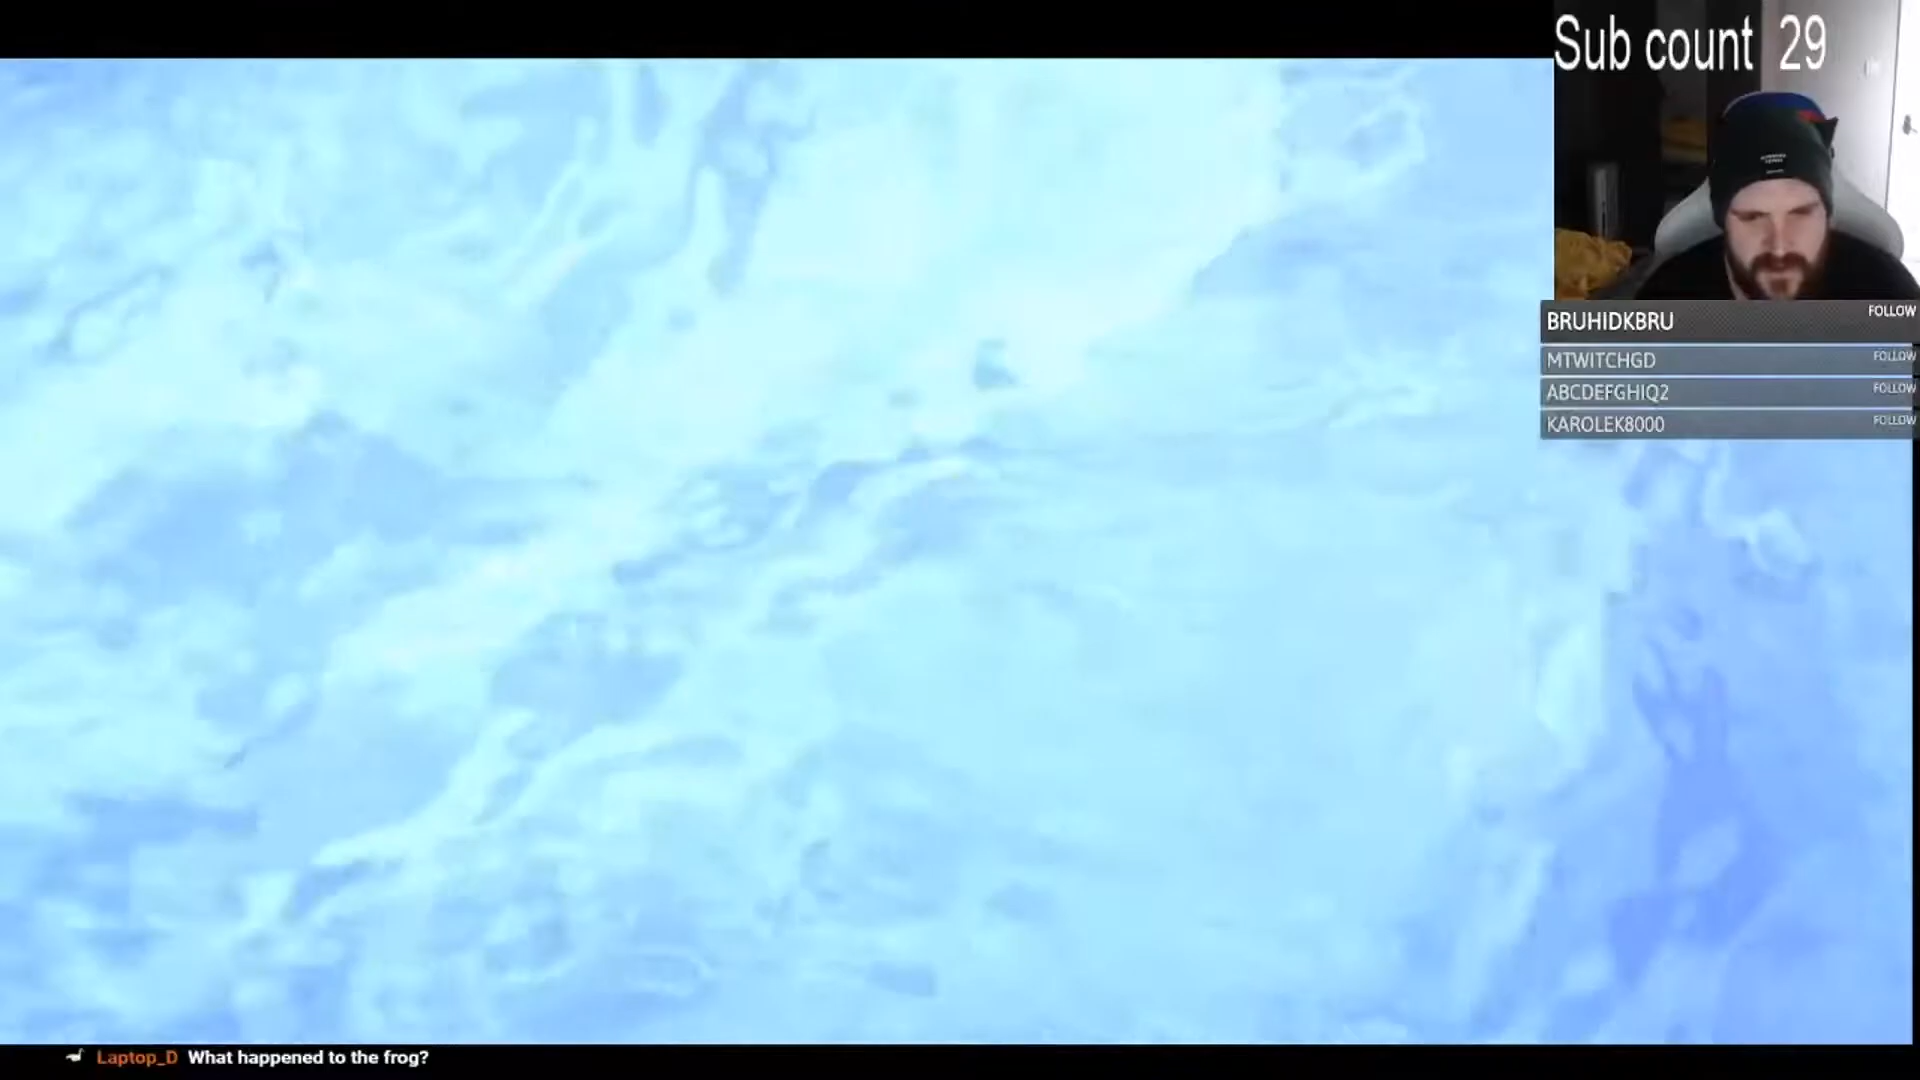 Sub count 29
BRUHIDKBRU FOLLOW
MTWITCHGD FOLLOW
ABCDEFGHIQ2 FOLLOW
KAROLEK8000 FOLLOW
Laptop_D What happened to the frog?